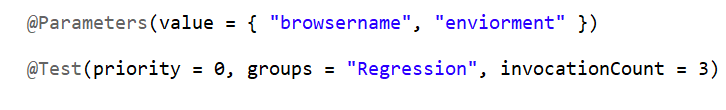 @Parameters(value = { "browsername", "enviorment" })
@Test(priority = 0, groups = "Regression", invocationCount = 3)